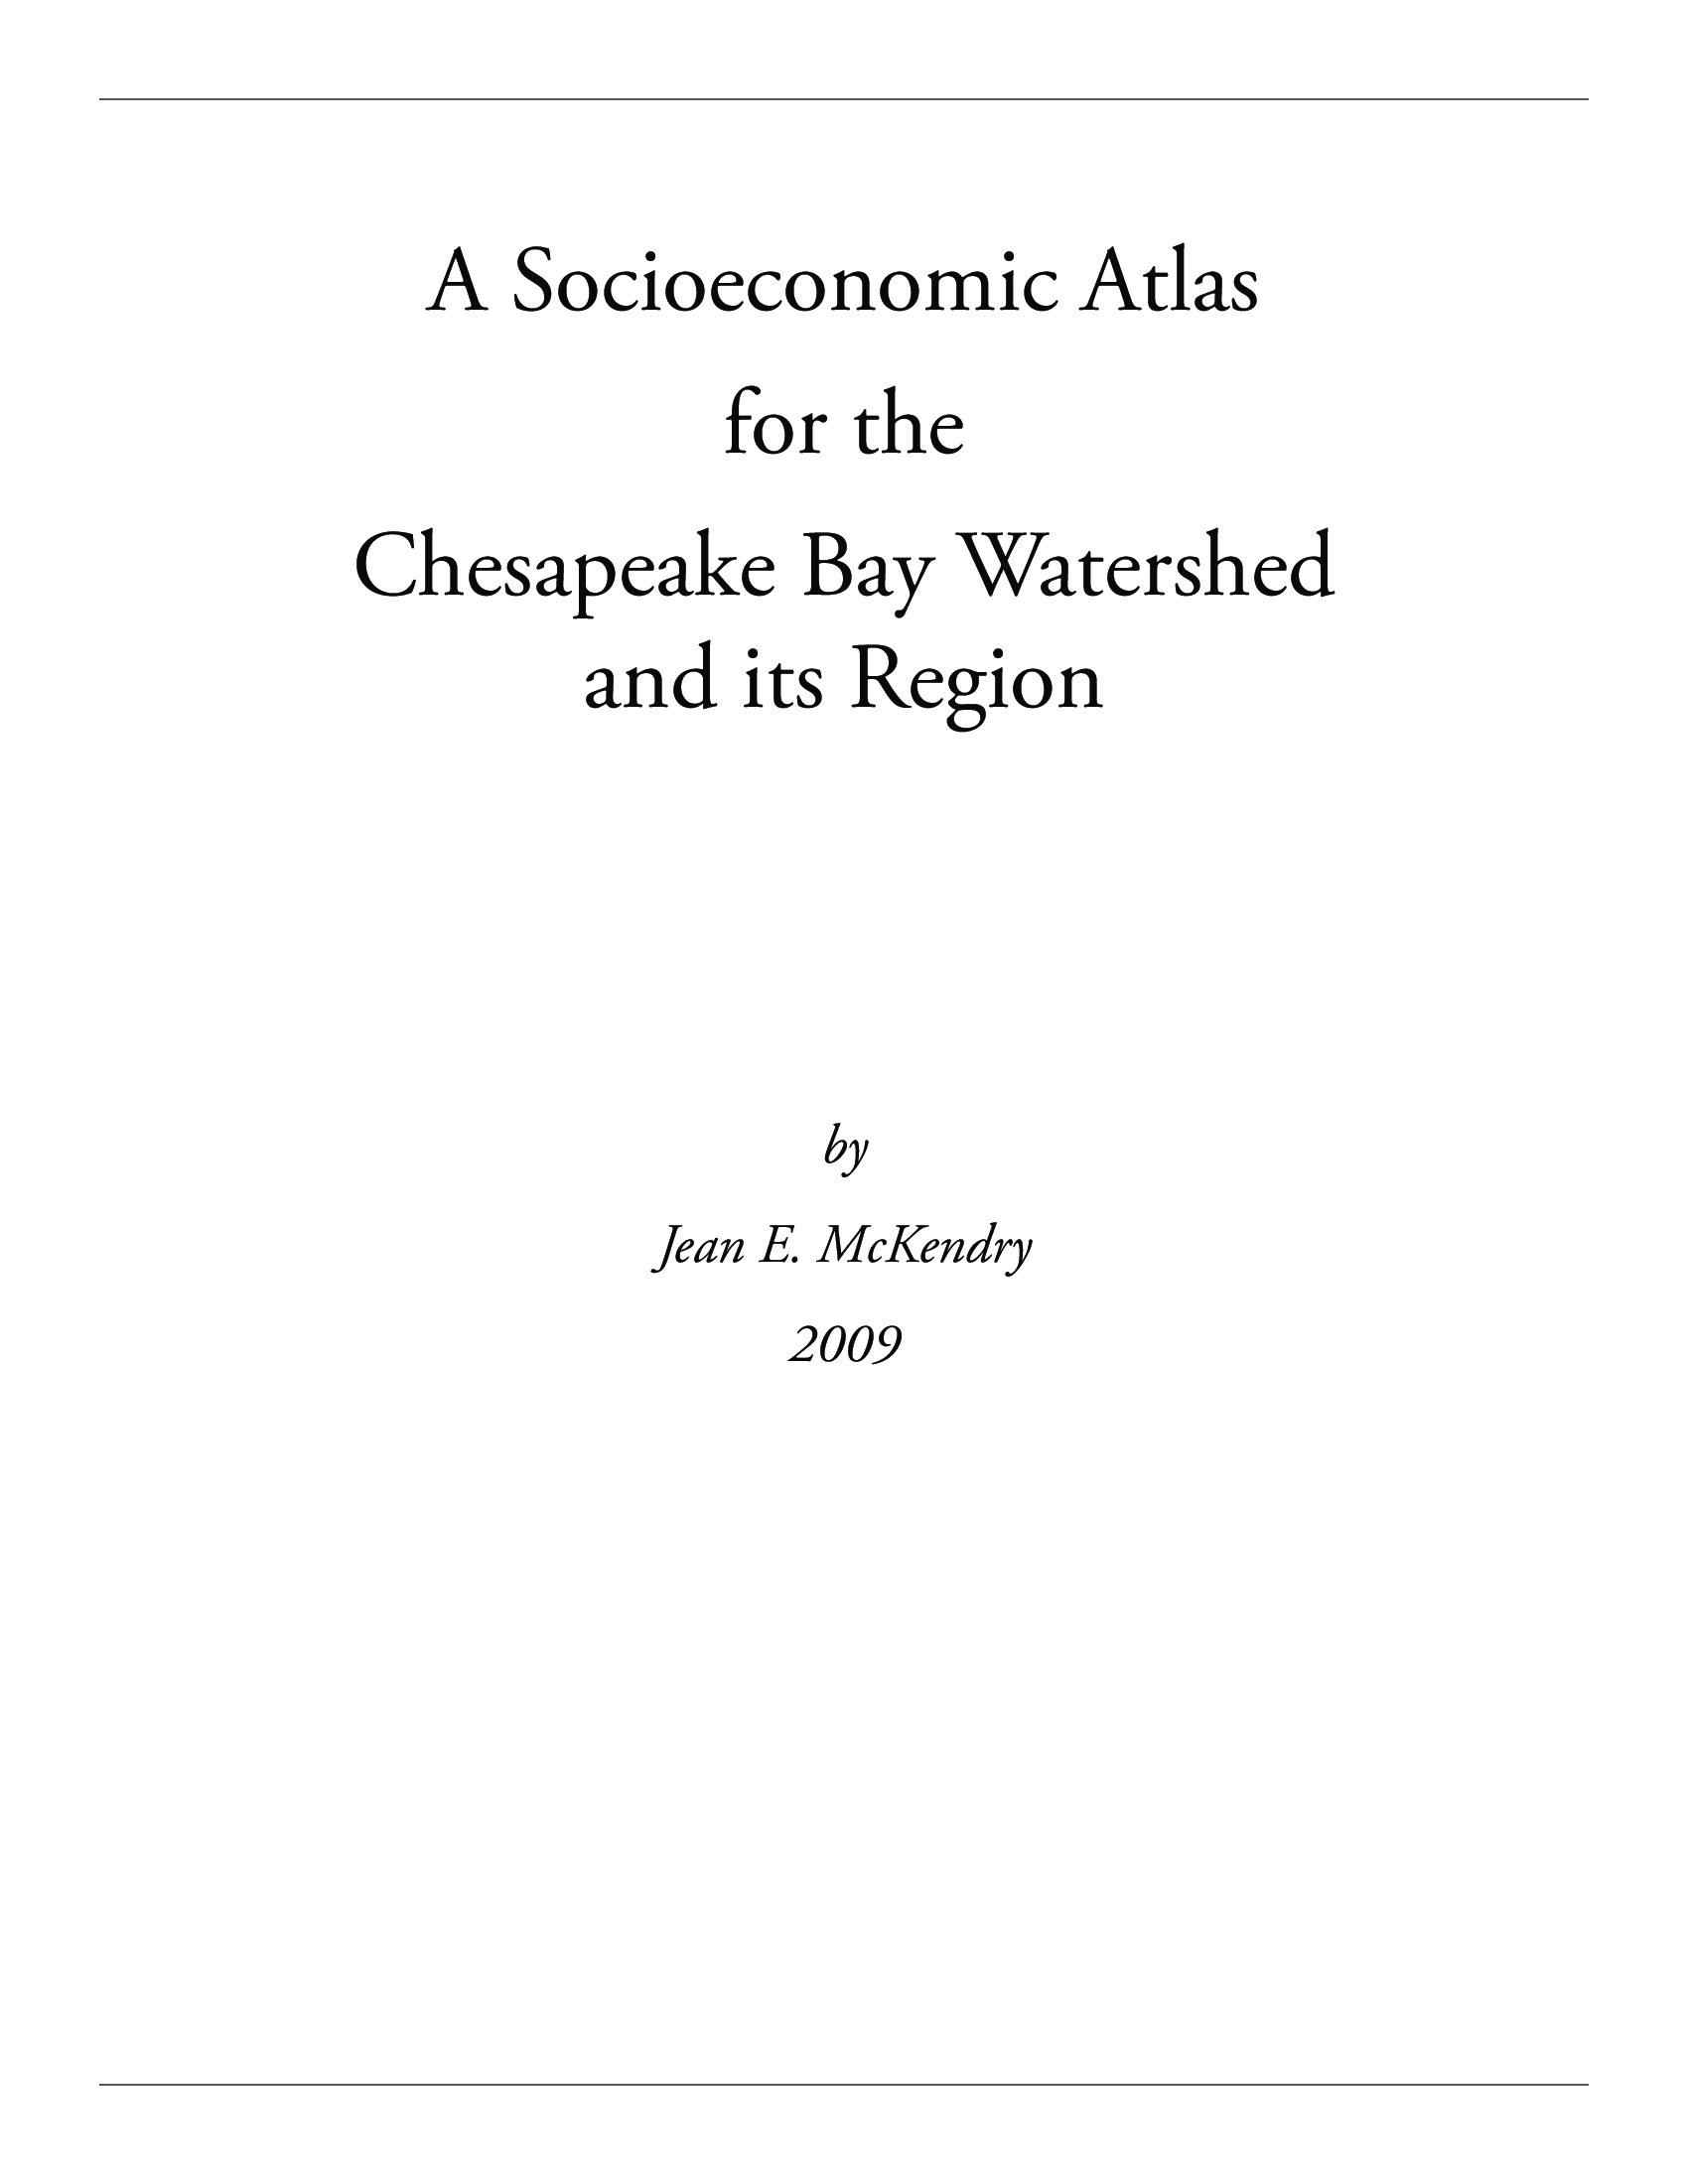 A Socioeconomic Atlas
for the
Chesapeake Bay Watershed
and its Region
by
Jean E. McKendry
2009